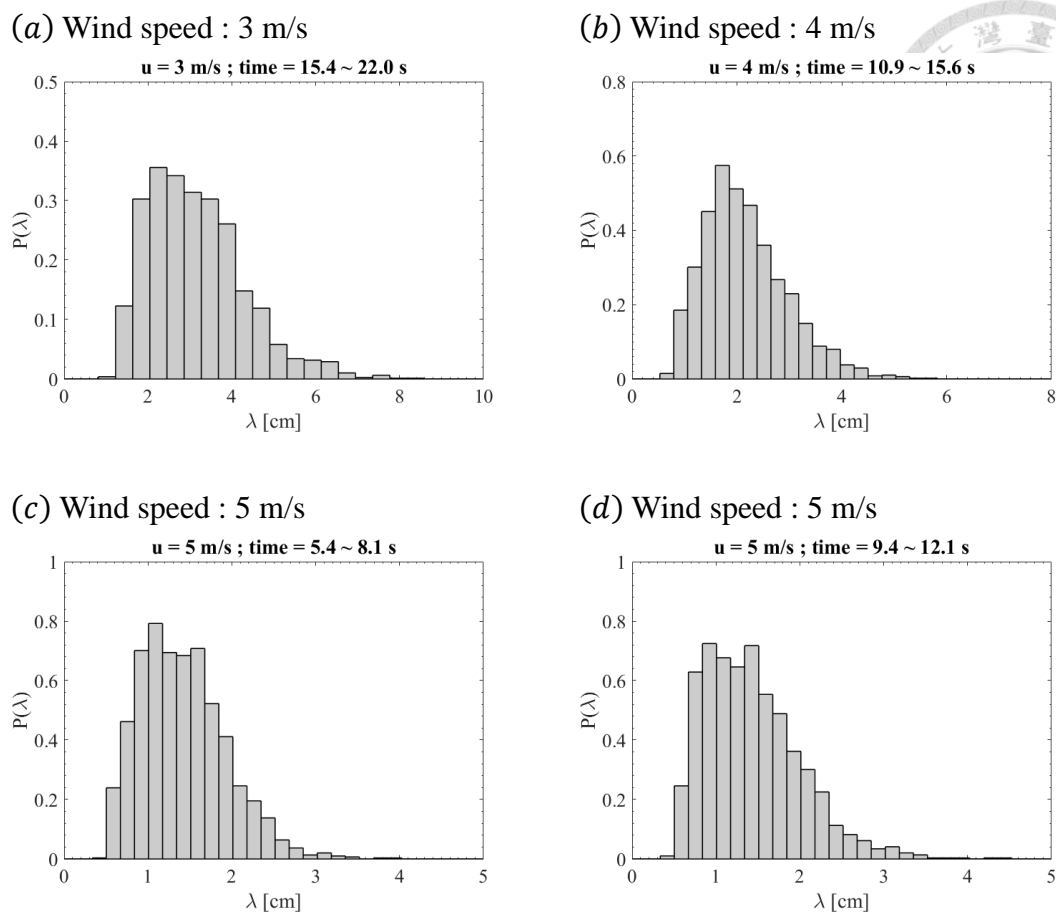 (a) Wind speed : 3 m/s
u = 3 m/s ; time = 15.4 ~ 22.0 s
0.5
0.4
0.3
0.2
0.1
0
P(λ)
0 2 4 6 8 10
λ [cm]
(b) Wind speed : 4 m/s
灣 臺
u = 4 m/s ; time = 10.9 ~ 15.6 s
0.8
0.6
0.4
0.2
0
P(λ)
0 2 4 6 8
λ [cm]
(c) Wind speed : 5 m/s
u = 5 m/s ; time = 5.4 ~ 8.1 s
1
0.8
0.6
0.4
0.2
0
P(λ)
0 1 2 3 4 5
λ [cm]
(d) Wind speed : 5 m/s
u = 5 m/s ; time = 9.4 ~ 12.1 s
1
0.8
0.6
0.4
0.2
0
P(λ)
0 1 2 3 4 5
λ [cm]